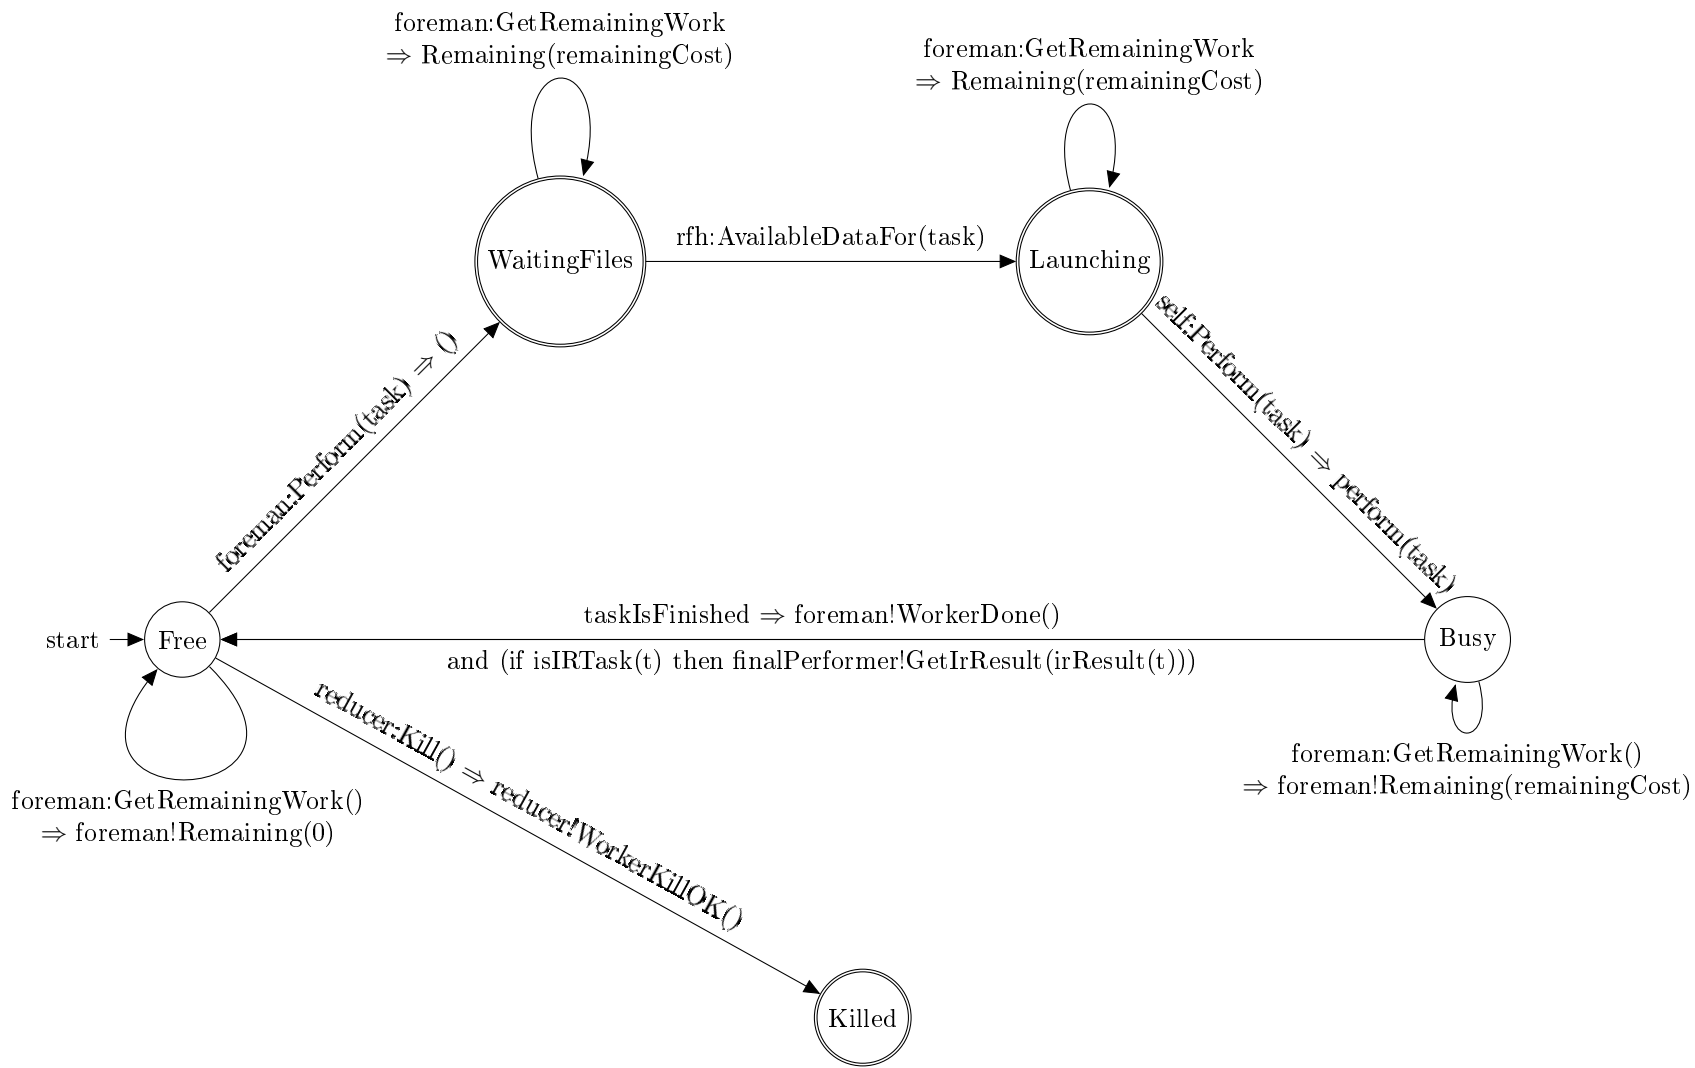 foreman:GetRemainingWork
⇒ Remaining(remainingCost)
foreman:GetRemainingWork
⇒ Remaining(remainingCost)
WaitingFiles
rfh:AvailableDataFor(task)
Launching
foreman:Perform(task) ⇒ ()
self:Perform(task) ⇒ perform(task)
start
Free
taskIsFinished ⇒ foreman!WorkerDone()
and (if isIRTask(t) then finalPerformer!GetIrResult(irResult(t)))
Busy
reducer:Kill() ⇒ reducer!WorkerKillOK()
foreman:GetRemainingWork()
⇒ foreman!Remaining(remainingCost)
foreman:GetRemainingWork()
⇒ foreman!Remaining(0)
Killed